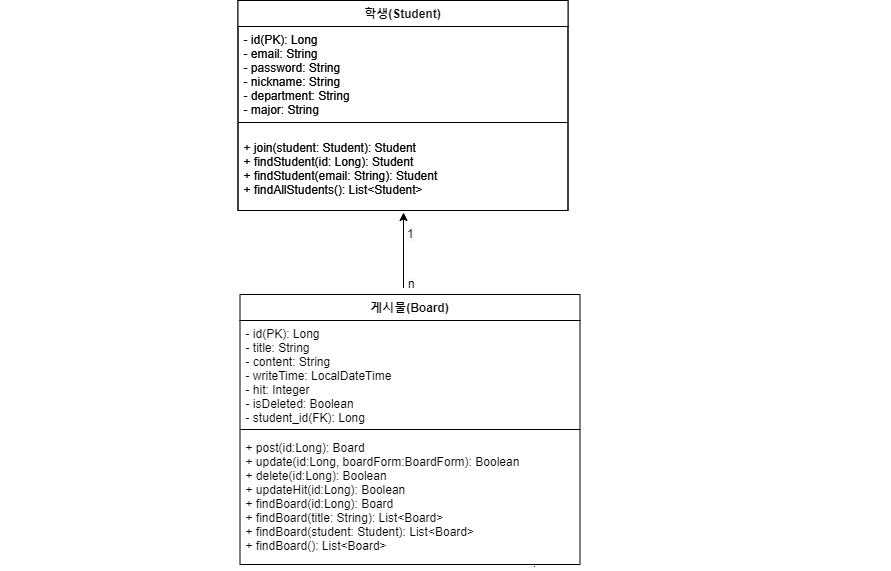 학생(Student)
- id(PK): Long
- email: String
- password: String
- nickname: String
- department: String
- major: String
+ join(student: Student): Student
+ findStudent(id: Long): Student
+ findStudent(email: String): Student
+ findAllStudents(): List<Student>
1
n
게시물(Board)
- id(PK): Long
- title: String
- content: String
- writeTime: LocalDateTime
- hit: Integer
- isDeleted: Boolean
- student_id(FK): Long
+ post(id:Long): Board
+ update(id:Long, boardForm:BoardForm): Boolean
+ delete(id:Long): Boolean
+ updateHit(id:Long): Boolean
+ findBoard(id:Long): Board
+ findBoard(title: String): List<Board>
+ findBoard(student: Student): List<Board>
+ findBoard(): List<Board>